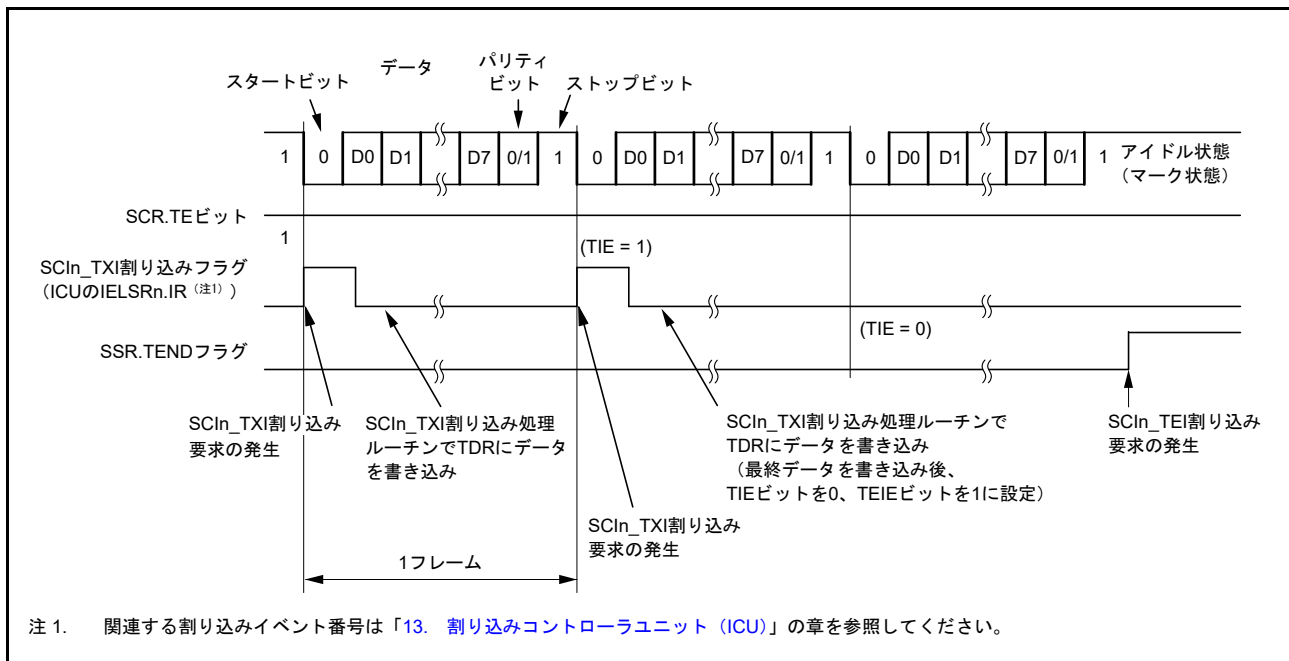 スタートビット
データ
パリティ
ビット
ストップビット
1 0 D0 D1 D7 0/1 1 0 D0 D1 D7 0/1 1 0 D0 D1 D7 0/1 1 アイドル状態
（マーク状態）
SCR.TEビット
1
(TIE = 1)
SCIn_TXI割り込みフラグ
（ICUのIELSRn.IR（注1））
(TIE = 0)
SSR.TENDフラグ
SCIn_TXI割り込み
要求の発生
SCIn_TXI割り込み処理
ルーチンでTDRにデータ
を書き込み
SCIn_TXI割り込み処理ルーチンで
TDRにデータを書き込み
（最終データを書き込み後、
TIEビットを0、TEIEビットを1に設定）
SCIn_TEI割り込み
要求の発生
SCIn_TXI割り込み
要求の発生
1フレーム
注 1. 関連する割り込みイベント番号は「13. 割り込みコントローラユニット（ICU）」の章を参照してください。